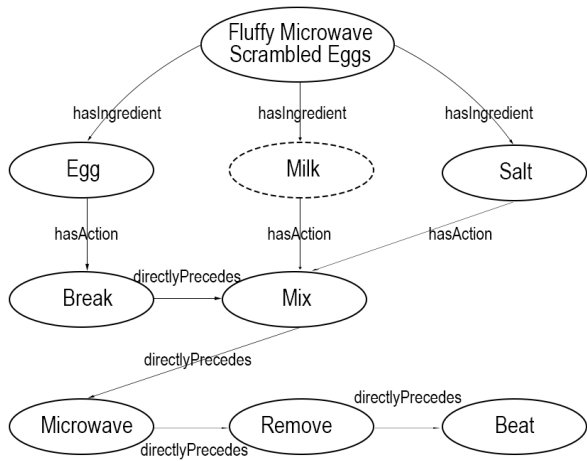 Fluffy Microwave
Scrambled Eggs
hasIngredient
hasIngredient
hasIngredient
Egg
Milk
Salt
hasAction
hasAction
hasAction
directlyPrecedes
Break
Mix
directlyPrecedes
directlyPrecedes
Microwave
Remove
Beat
directlyPrecedes